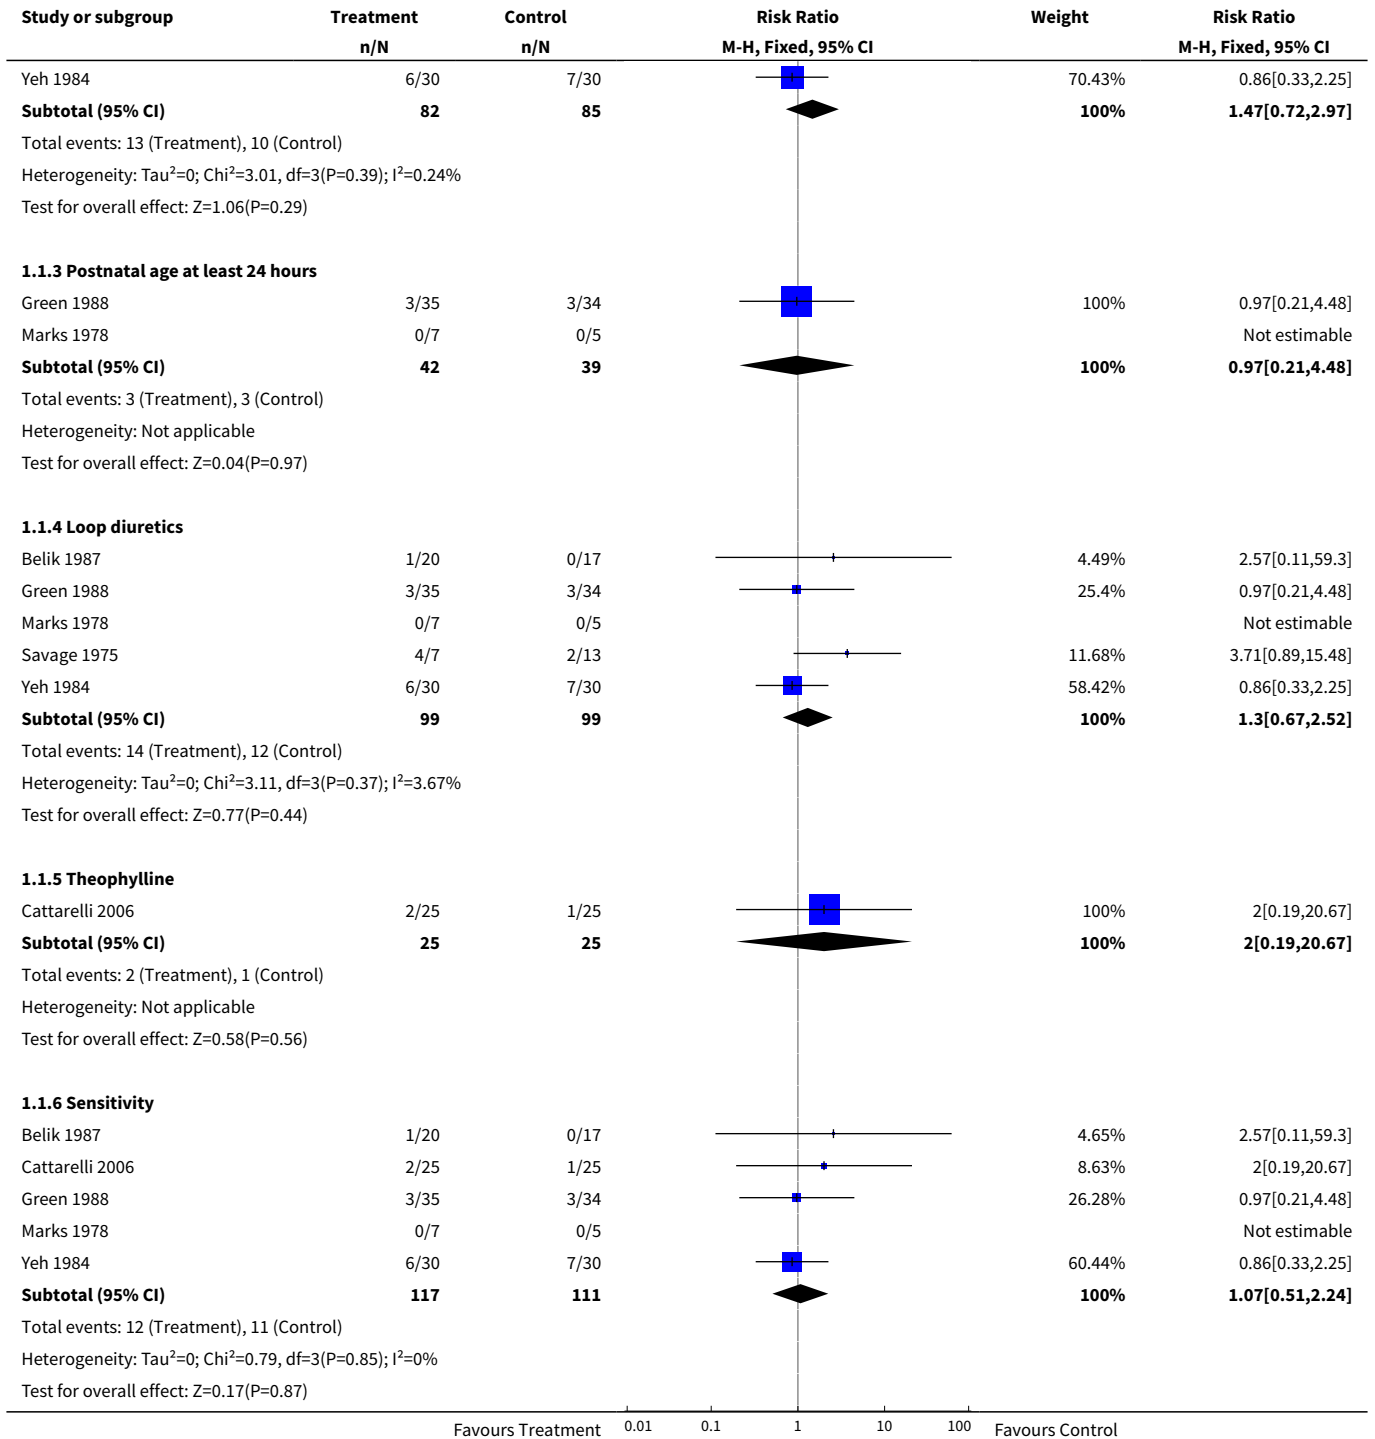 Study or subgroup Treatment Control Risk Ratio Weight Risk Ratio
n/N n/N M-H, Fixed, 95% CI M-H, Fixed, 95% CI
Yeh 1984 6/30 7/30 70.43% 0.86[0.33,2.25]
Subtotal (95% CI) 82 85 100% 1.47[0.72,2.97]
Total events: 13 (Treatment), 10 (Control)
Heterogeneity: Tau²=0; Chi²=3.01, df=3(P=0.39); I²=0.24%
Test for overall effect: Z=1.06(P=0.29)
1.1.3 Postnatal age at least 24 hours
Green 1988 3/35 3/34 100% 0.97[0.21,4.48]
Marks 1978 0/7 0/5 Not estimable
Subtotal (95% CI) 42 39 100% 0.97[0.21,4.48]
Total events: 3 (Treatment), 3 (Control)
Heterogeneity: Not applicable
Test for overall effect: Z=0.04(P=0.97)
1.1.4 Loop diuretics
Belik 1987 1/20 0/17 4.49% 2.57[0.11,59.3]
Green 1988 3/35 3/34 25.4% 0.97[0.21,4.48]
Marks 1978 0/7 0/5 Not estimable
Savage 1975 4/7 2/13 11.68% 3.71[0.89,15.48]
Yeh 1984 6/30 7/30 58.42% 0.86[0.33,2.25]
Subtotal (95% CI) 99 99 100% 1.3[0.67,2.52]
Total events: 14 (Treatment), 12 (Control)
Heterogeneity: Tau²=0; Chi²=3.11, df=3(P=0.37); I²=3.67%
Test for overall effect: Z=0.77(P=0.44)
1.1.5 Theophylline
Cattarelli 2006 2/25 1/25 100% 2[0.19,20.67]
Subtotal (95% CI) 25 25 100% 2[0.19,20.67]
Total events: 2 (Treatment), 1 (Control)
Heterogeneity: Not applicable
Test for overall effect: Z=0.58(P=0.56)
1.1.6 Sensitivity
Belik 1987 1/20 0/17 4.65% 2.57[0.11,59.3]
Cattarelli 2006 2/25 1/25 8.63% 2[0.19,20.67]
Green 1988 3/35 3/34 26.28% 0.97[0.21,4.48]
Marks 1978 0/7 0/5 Not estimable
Yeh 1984 6/30 7/30 60.44% 0.86[0.33,2.25]
Subtotal (95% CI) 117 111 100% 1.07[0.51,2.24]
Total events: 12 (Treatment), 11 (Control)
Heterogeneity: Tau²=0; Chi²=0.79, df=3(P=0.85); I²=0%
Test for overall effect: Z=0.17(P=0.87)
Favours Treatment 0.01 0.1 1 10 100 Favours Control